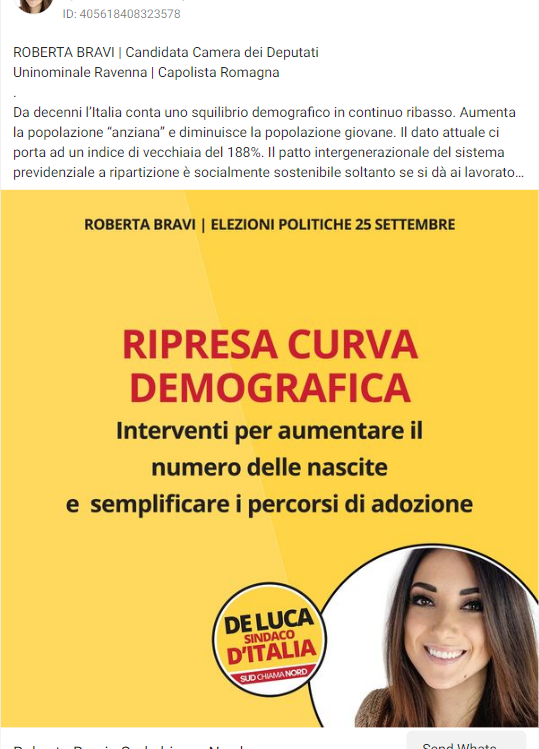 ID: 405618408323578
ROBERTA BRAVI | Candidata Camera dei Deputati
Uninominale Ravenna | Capolista Romagna
.
Da decenni l’Italia conta uno squilibrio demografico in continuo ribasso. Aumenta
la popolazione “anziana” e diminuisce la popolazione giovane. Il dato attuale ci
porta ad un indice di vecchiaia del 188%. Il patto intergenerazionale del sistema
previdenziale a ripartizione è socialmente sostenibile soltanto se si dà ai lavorato...
ROBERTA BRAVI | ELEZIONI POLITICHE 25 SETTEMBRE
RIPRESA CURVA
DEMOGRAFICA
Interventi per aumentare il
numero delle nascite
e semplificare i percorsi di adozione
DE LUCA
SINDACO
D'ITALIA
SUD CHIAMA NORD